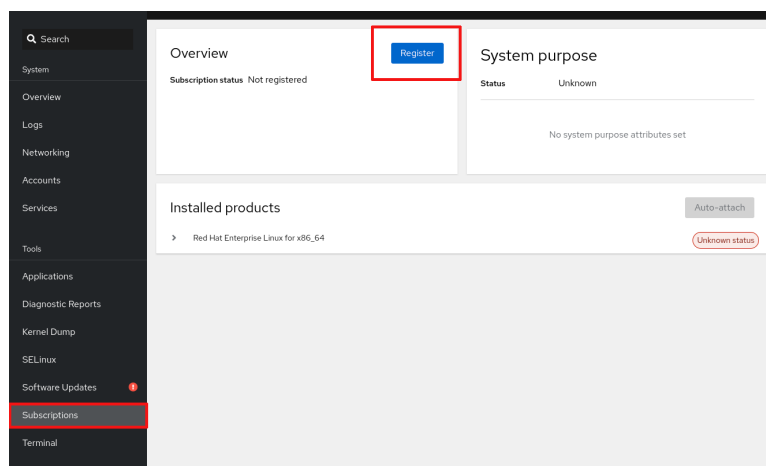 Search
System
Overview
Logs
Networking
Accounts
Services
Tools
Applications
Diagnostic Reports
Kernel Dump
SELinux
Software Updates
Subscriptions
Terminal
Overview
Register
Subscription status Not registered
System purpose
Status Unknown
No system purpose attributes set
Installed products
Auto-attach
Red Hat Enterprise Linux for x86_64
Unknown status